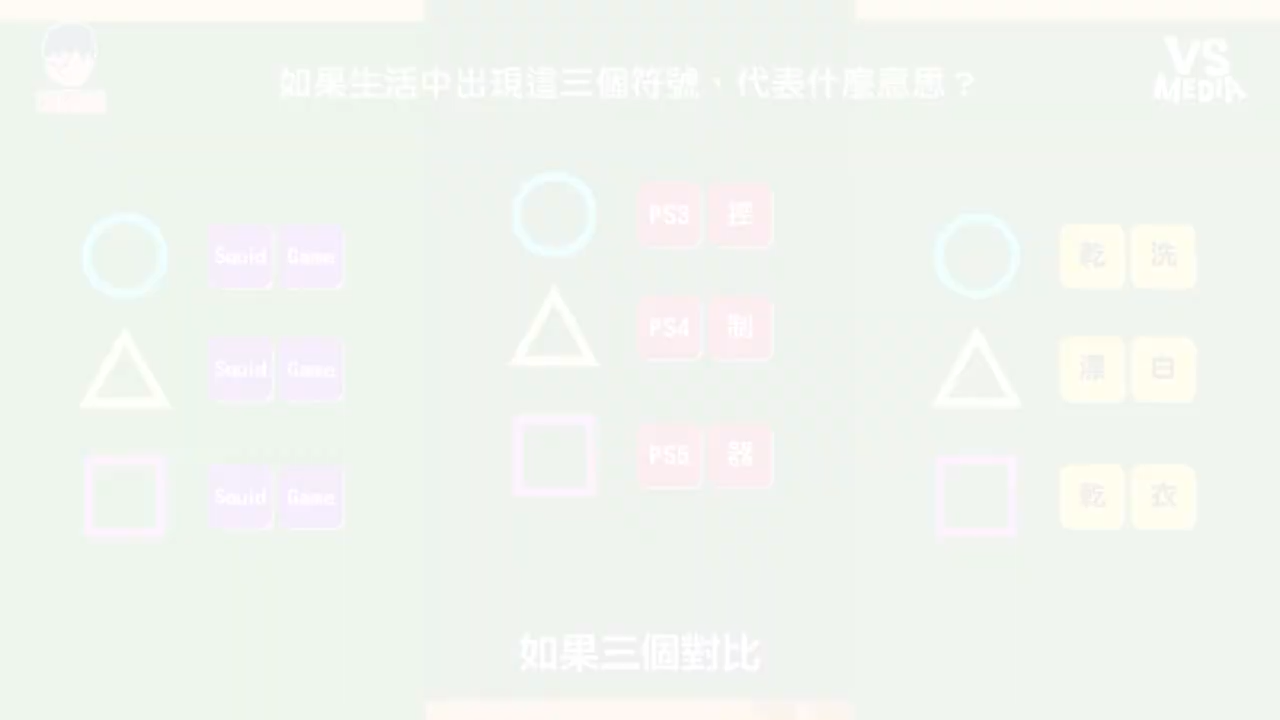 如果生活中出現這三個符號、代表什麼意思？
VS
MEDIA
Squid Game
Squid Game
Squid Game
PS3 控
PS4 制
PS5 器
乾 洗
漂 白
乾 衣
如果三個對比